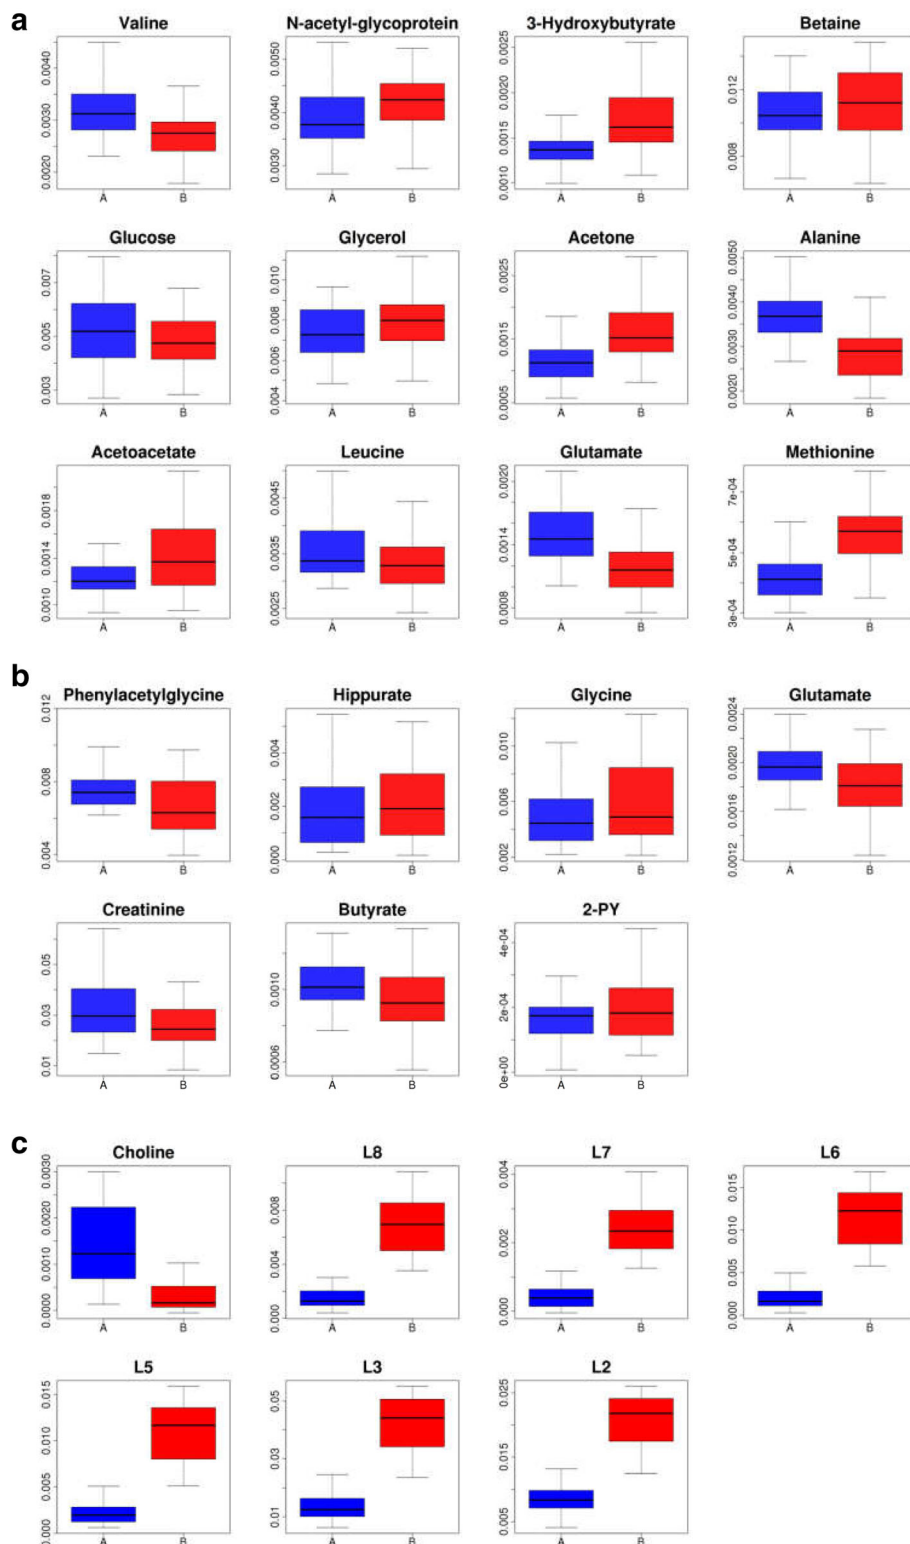 a
Valine N-acetyl-glycoprotein 3-Hydroxybutyrate Betaine
0.0020 0.0030 0.0040 0.0030 0.0040 0.0050 0.0010 0.0015 0.0020 0.0025 0.008 0.012
A B A B A B A B
Glucose Glycerol Acetone Alanine
0.003 0.005 0.007 0.004 0.006 0.008 0.010 0.0005 0.0015 0.0025 0.0020 0.0030 0.0040 0.0050
A B A B A B A B
Acetoacetate Leucine Glutamate Methionine
0.0010 0.0014 0.0018 0.0025 0.0035 0.0045 0.0008 0.0014 0.0020 3e-04 5e-04 7e-04
A B A B A B A B
b
Phenylacetylglycine Hippurate Glycine Glutamate
0.004 0.008 0.012 0.000 0.002 0.004 0.002 0.006 0.010 0.0012 0.0016 0.0020 0.0024
A B A B A B A B
Creatinine Butyrate 2-PY
0.01 0.03 0.05 0.0006 0.0010 0e+00 2e-04 4e-04
A B A B A B
c
Choline L8 L7 L6
0.0000 0.0010 0.0020 0.0030 0.000 0.004 0.008 0.000 0.002 0.004 0.000 0.005 0.010 0.015
A B A B A B A B
L5 L3 L2
0.000 0.005 0.010 0.015 0.01 0.03 0.05 0.005 0.015 0.025
A B A B A B